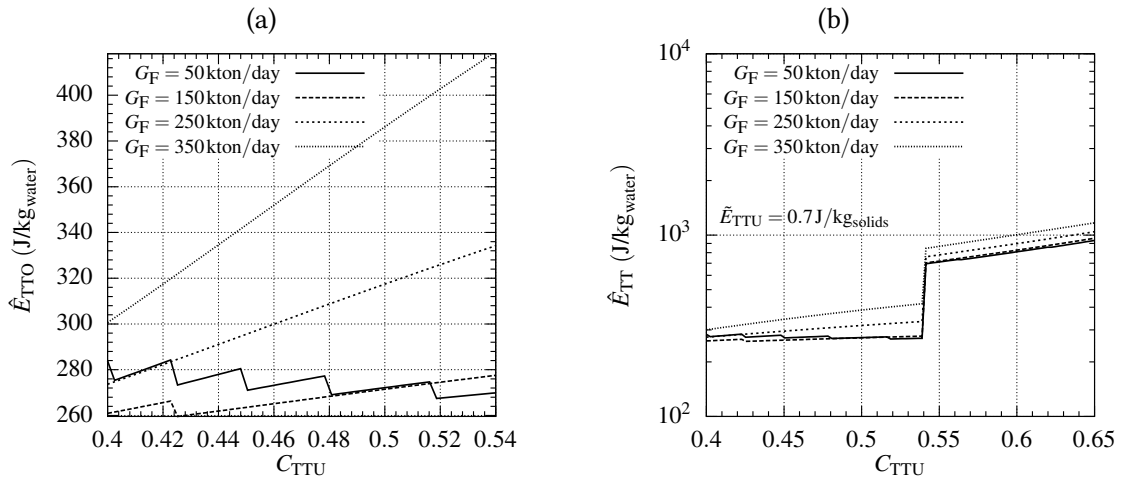 (a)
G_F = 50 kton/day
G_F = 150 kton/day
G_F = 250 kton/day
G_F = 350 kton/day
Ê_TTO (J/kg_water)
400
380
360
340
320
300
280
260
0.4 0.42 0.44 0.46 0.48 0.5 0.52 0.54
C_TTU
(b)
G_F = 50 kton/day
G_F = 150 kton/day
G_F = 250 kton/day
G_F = 350 kton/day
Ẽ_TTU = 0.7 J/kg_solids
Ê_TT (J/kg_water)
10^4
10^3
10^2
0.4 0.45 0.5 0.55 0.6 0.65
C_TTU